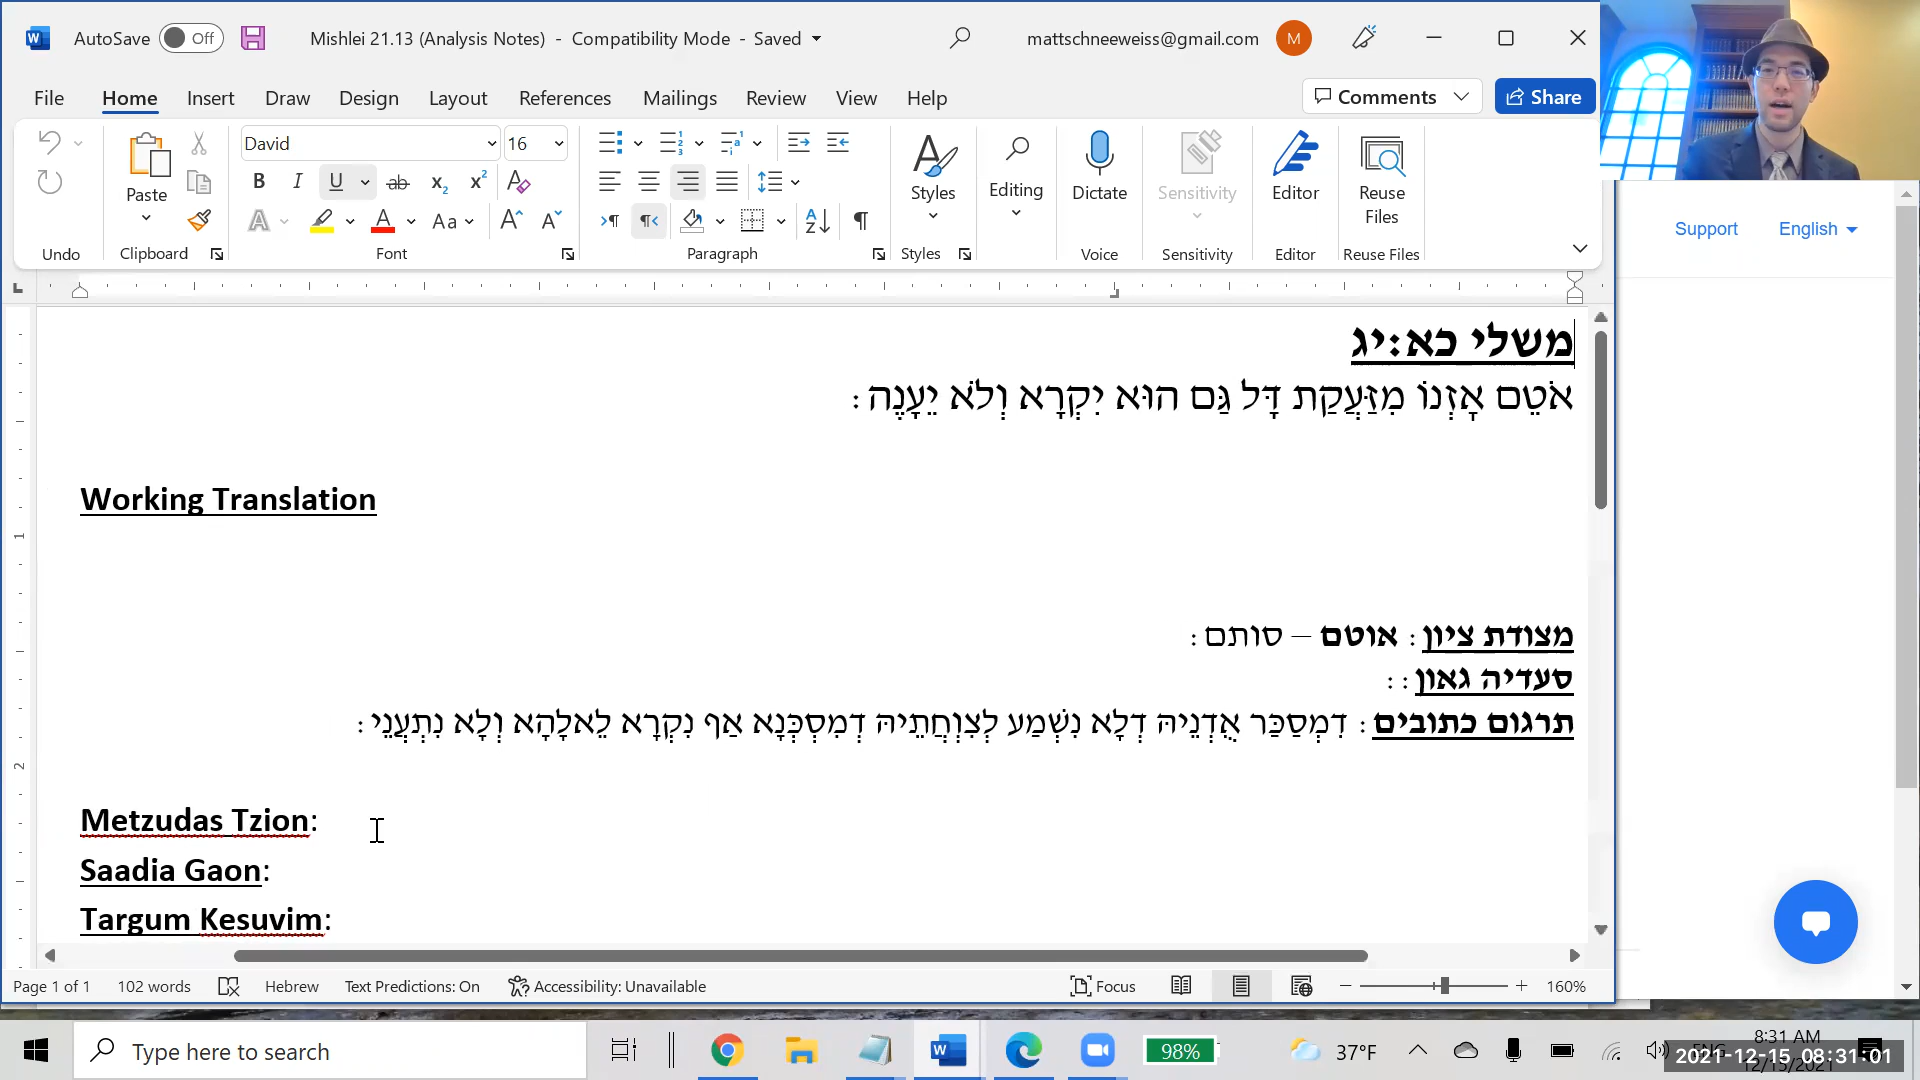 AutoSave Off Mishlei 21.13 (Analysis Notes) - Compatibility Mode - Saved mattschneeweiss@gmail.com M
File Home Insert Draw Design Layout References Mailings Review View Help Comments Share
David 16
Paste Styles Editing Dictate Sensitivity Editor Reuse Files
Undo Clipboard Font Paragraph Styles Voice Sensitivity Editor Reuse Files
Support English
משלי כא:יג
אֹטֵם אָזְנוֹ מִזַּעֲקַת דָּל גַּם הוּא יִקְרָא וְלֹא יֵעָנֶה:
Working Translation
מצודת ציון: אוטם – סותם:
סעדיה גאון::
תרגום כתובים: דִמְסַכַּר אֻדְנֵיהּ דְלָא נִשְׁמַע לְצִוְחֲתֵיהּ דְמִסְכְּנָא אַף נִקְרָא לֵאלָהָא וְלָא נִתְעֲנֵי:
Metzudas Tzion:
Saadia Gaon:
Targum Kesuvim:
1
2
Page 1 of 1 102 words Hebrew Text Predictions: On Accessibility: Unavailable Focus 160%
Type here to search 98% 37°F 8:31 AM
2021-12-15 08:31:01